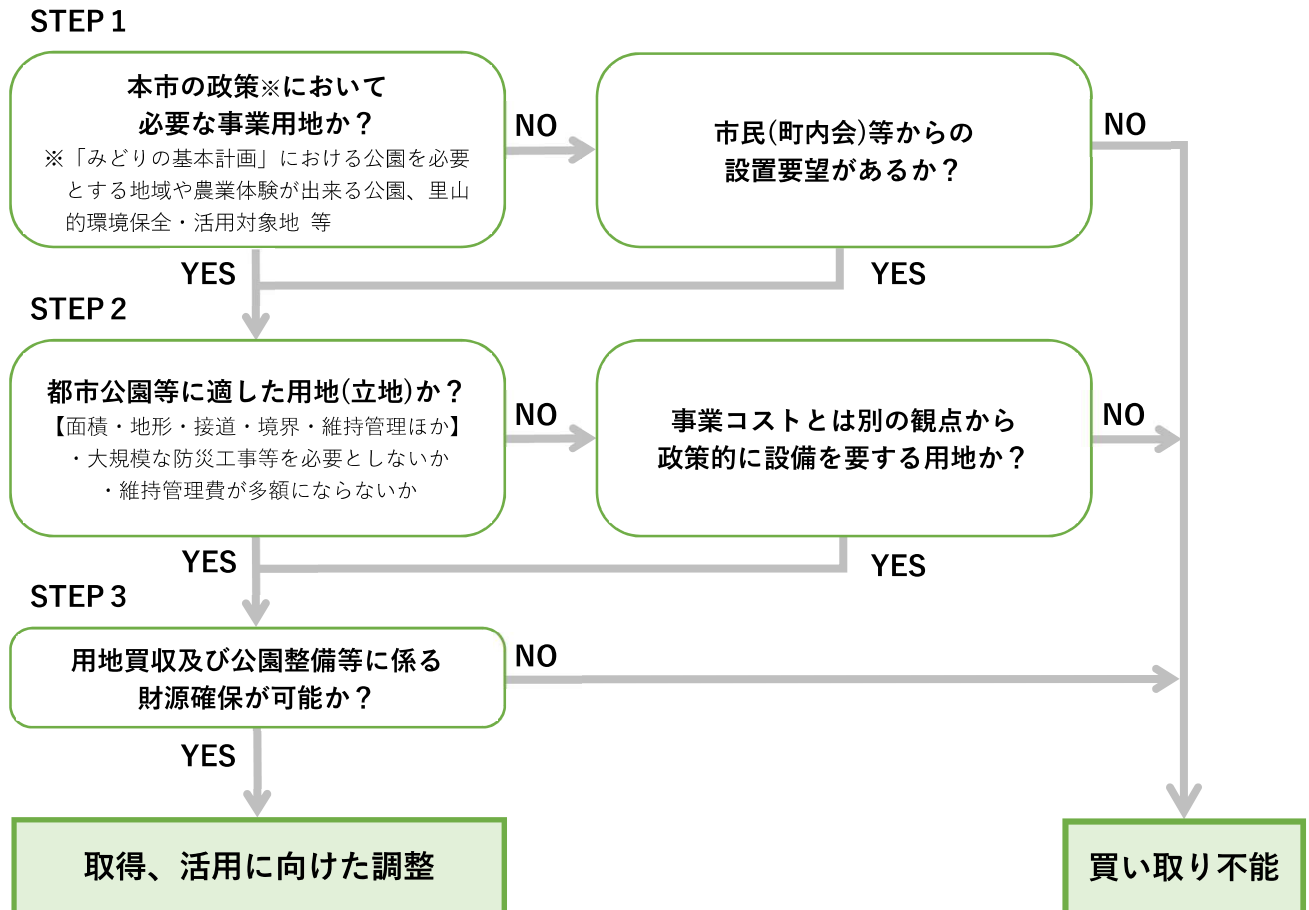 STEP 1
本市の政策※において
必要な事業用地か？
※「みどりの基本計画」における公園を必要
とする地域や農業体験が出来る公園、里山
的環境保全・活用対象地 等
NO
市民(町内会)等からの
設置要望があるか？
NO
YES
YES
STEP 2
都市公園等に適した用地(立地)か？
【面積・地形・接道・境界・維持管理ほか】
・大規模な防災工事等を必要としないか
・維持管理費が多額にならないか
NO
事業コストとは別の観点から
政策的に設備を要する用地か？
NO
YES
YES
STEP 3
用地買収及び公園整備等に係る
財源確保が可能か？
NO
YES
取得、活用に向けた調整
買い取り不能